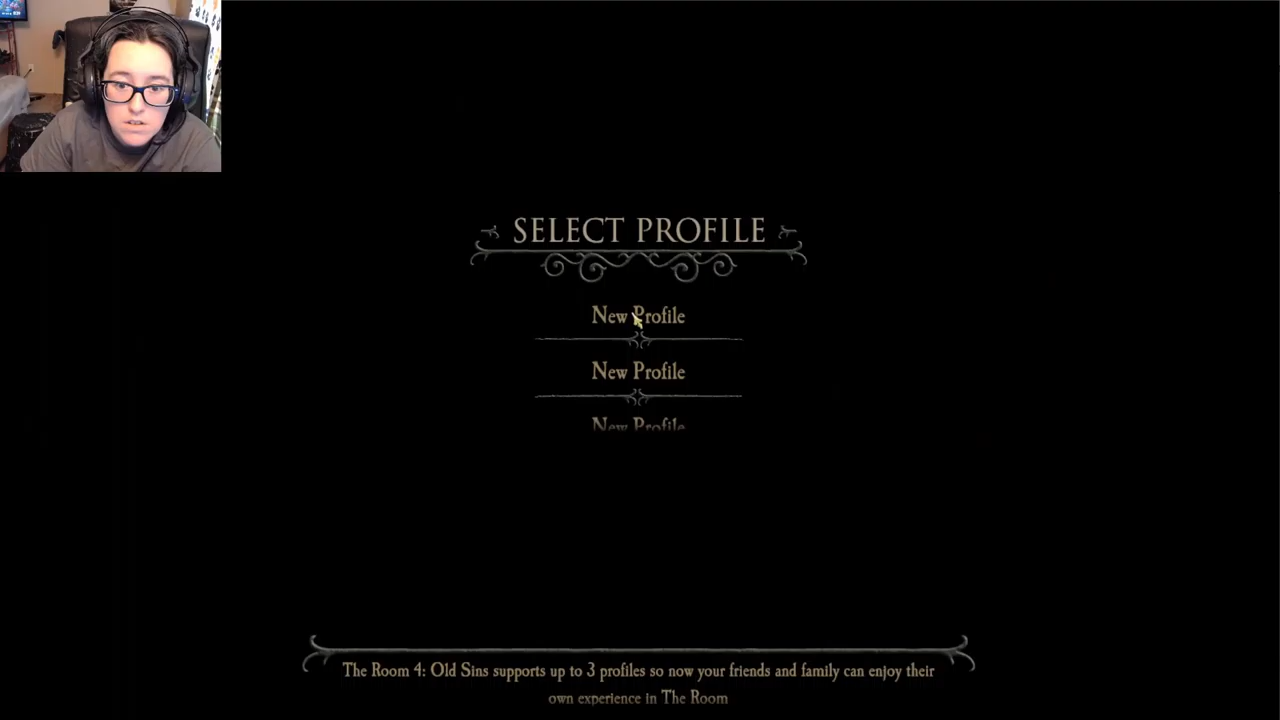 SELECT PROFILE
New Profile
New Profile
New Profile
The Room 4: Old Sins supports up to 3 profiles so now your friends and family can enjoy their
own experience in The Room